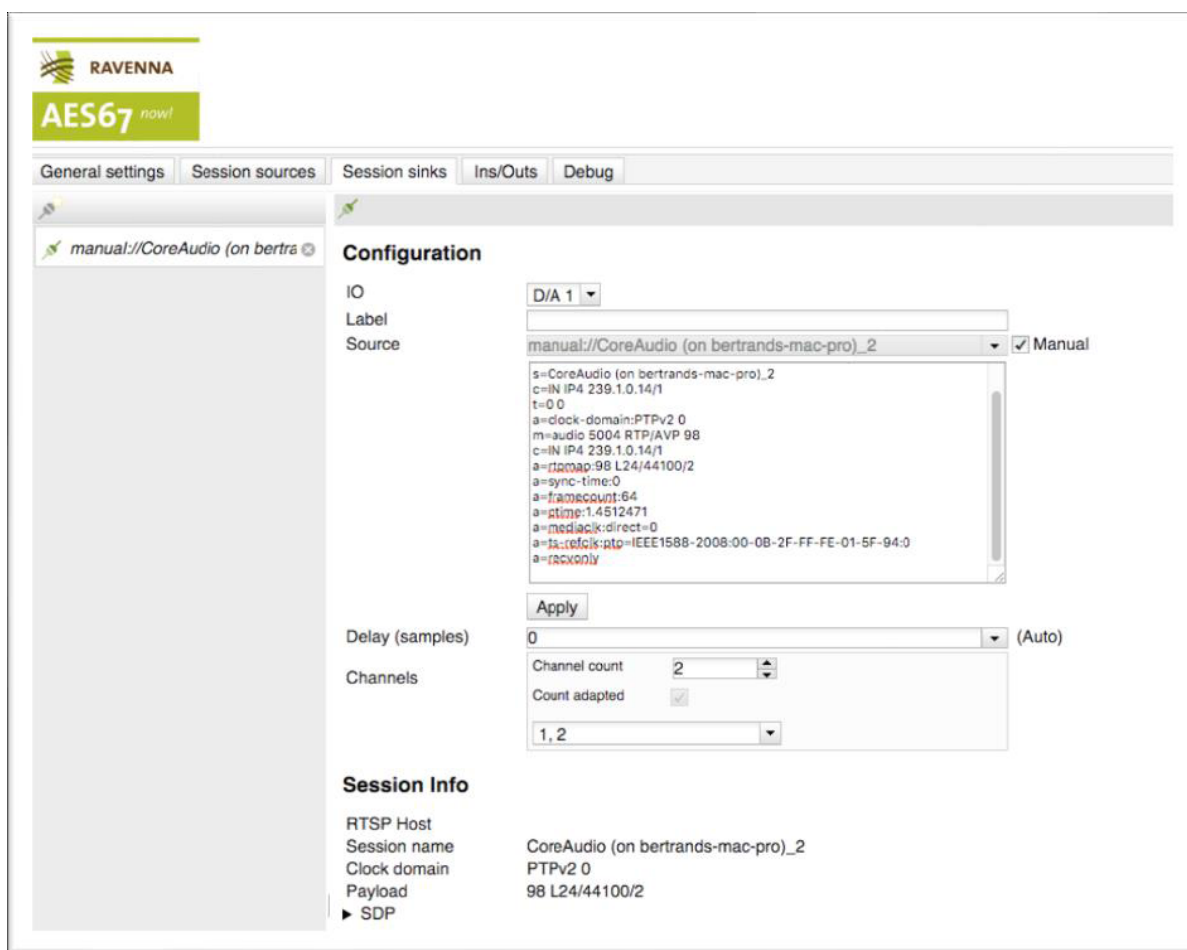 RAVENNA
AES67 now!
General settings Session sources Session sinks Ins/Outs Debug
manual://CoreAudio (on bertra
Configuration
IO D/A 1
Label
Source manual://CoreAudio (on bertrands-mac-pro)_2 Manual
s=CoreAudio (on bertrands-mac-pro)_2
c=IN IP4 239.1.0.14/1
t=0 0
a=clock-domain:PTPv2 0
m=audio 5004 RTP/AVP 98
c=IN IP4 239.1.0.14/1
a=rtpmap:98 L24/44100/2
a=sync-time:0
a=framecount:64
a=ptime:1.4512471
a=mediaclk:direct=0
a=ts-refclk:ptp=IEEE1588-2008:00-0B-2F-FF-FE-01-5F-94:0
a=recvonly
Apply
Delay (samples) 0 (Auto)
Channels
Channel count 2
Count adapted
1, 2
Session Info
RTSP Host
Session name CoreAudio (on bertrands-mac-pro)_2
Clock domain PTPv2 0
Payload 98 L24/44100/2
SDP